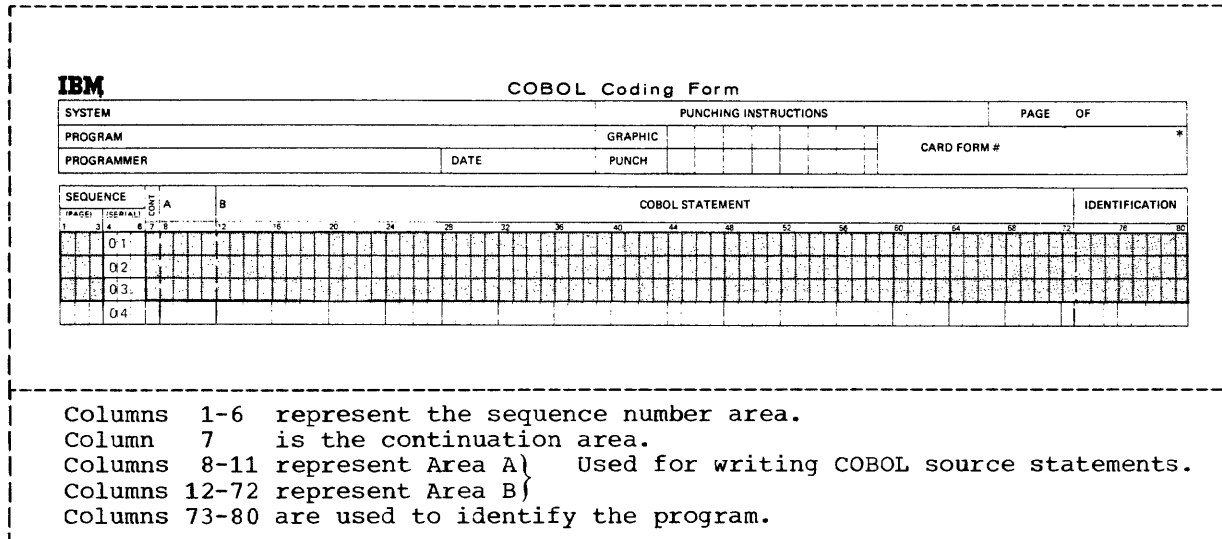 IBM
COBOL Coding Form
SYSTEM PUNCHING INSTRUCTIONS PAGE OF
PROGRAM GRAPHIC CARD FORM # *
PROGRAMMER DATE PUNCH
SEQUENCE CONT A B COBOL STATEMENT IDENTIFICATION
(PAGE) (SERIAL)
1 3 4 6 7 8 12 16 20 24 28 32 36 40 44 48 52 56 60 64 68 72 76 80
01
02
03
04
Columns 1-6 represent the sequence number area.
Column 7 is the continuation area.
Columns 8-11 represent Area A} Used for writing COBOL source statements.
Columns 12-72 represent Area B}
Columns 73-80 are used to identify the program.